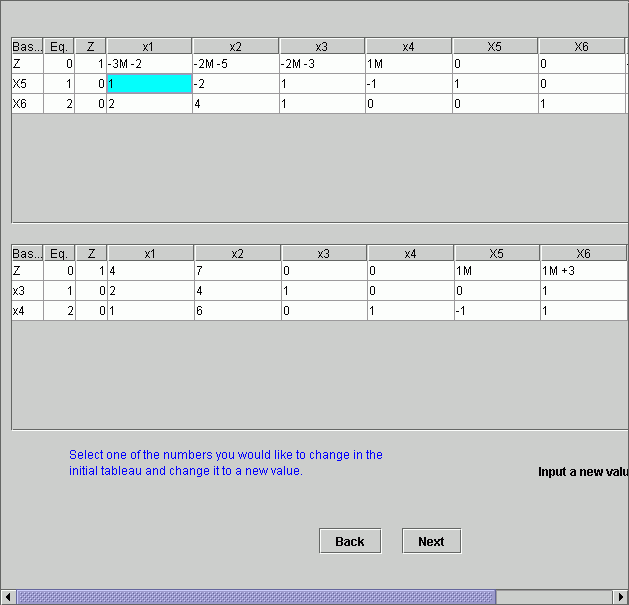 Bas... Eq. Z x1 x2 x3 x4 X5 X6
Z 0 1 -3M -2 -2M -5 -2M -3 1M 0 0
X5 1 0 1 -2 1 -1 1 0
X6 2 0 2 4 1 0 0 1
Bas... Eq. Z x1 x2 x3 x4 X5 X6
Z 0 1 4 7 0 0 1M 1M +3
x3 1 0 2 4 1 0 0 1
x4 2 0 1 6 0 1 -1 1
Select one of the numbers you would like to change in the
initial tableau and change it to a new value.
Input a new valu
Back Next